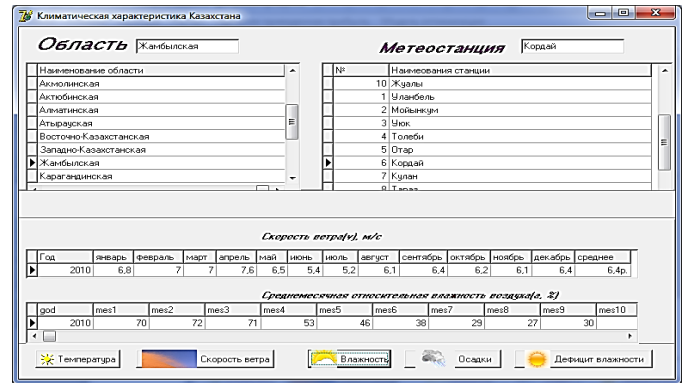 Климатическая характеристика Казахстана
Область Жамбылская Метеостанция Кордай
Наименование области
Акмолинская
Актюбинская
Алматинская
Атырауская
Восточно-Казахстанская
Западно-Казахстанская
Жамбылская
Карагандинская
№ Наимеования станции
10 Жуалы
1 Уланбель
2 Мойынкум
3 Уюк
4 Толеби
5 Отар
6 Кордай
7 Кулан
8 Тараз
Скорость ветра(v), м/с
Год январь февраль март апрель май июнь июль август сентябрь октябрь ноябрь декабрь среднее
2010 6,8 7 7 7,6 6,5 5,4 5,2 6,1 6,4 6,2 6,1 6,4 6,4р.
Среднемесячная относительная влажность воздуха(а, %)
god mes1 mes2 mes3 mes4 mes5 mes6 mes7 mes8 mes9 mes10
2010 70 72 71 53 46 38 29 27 30
Температура Скорость ветра Влажность Осадки Дефицит влажности